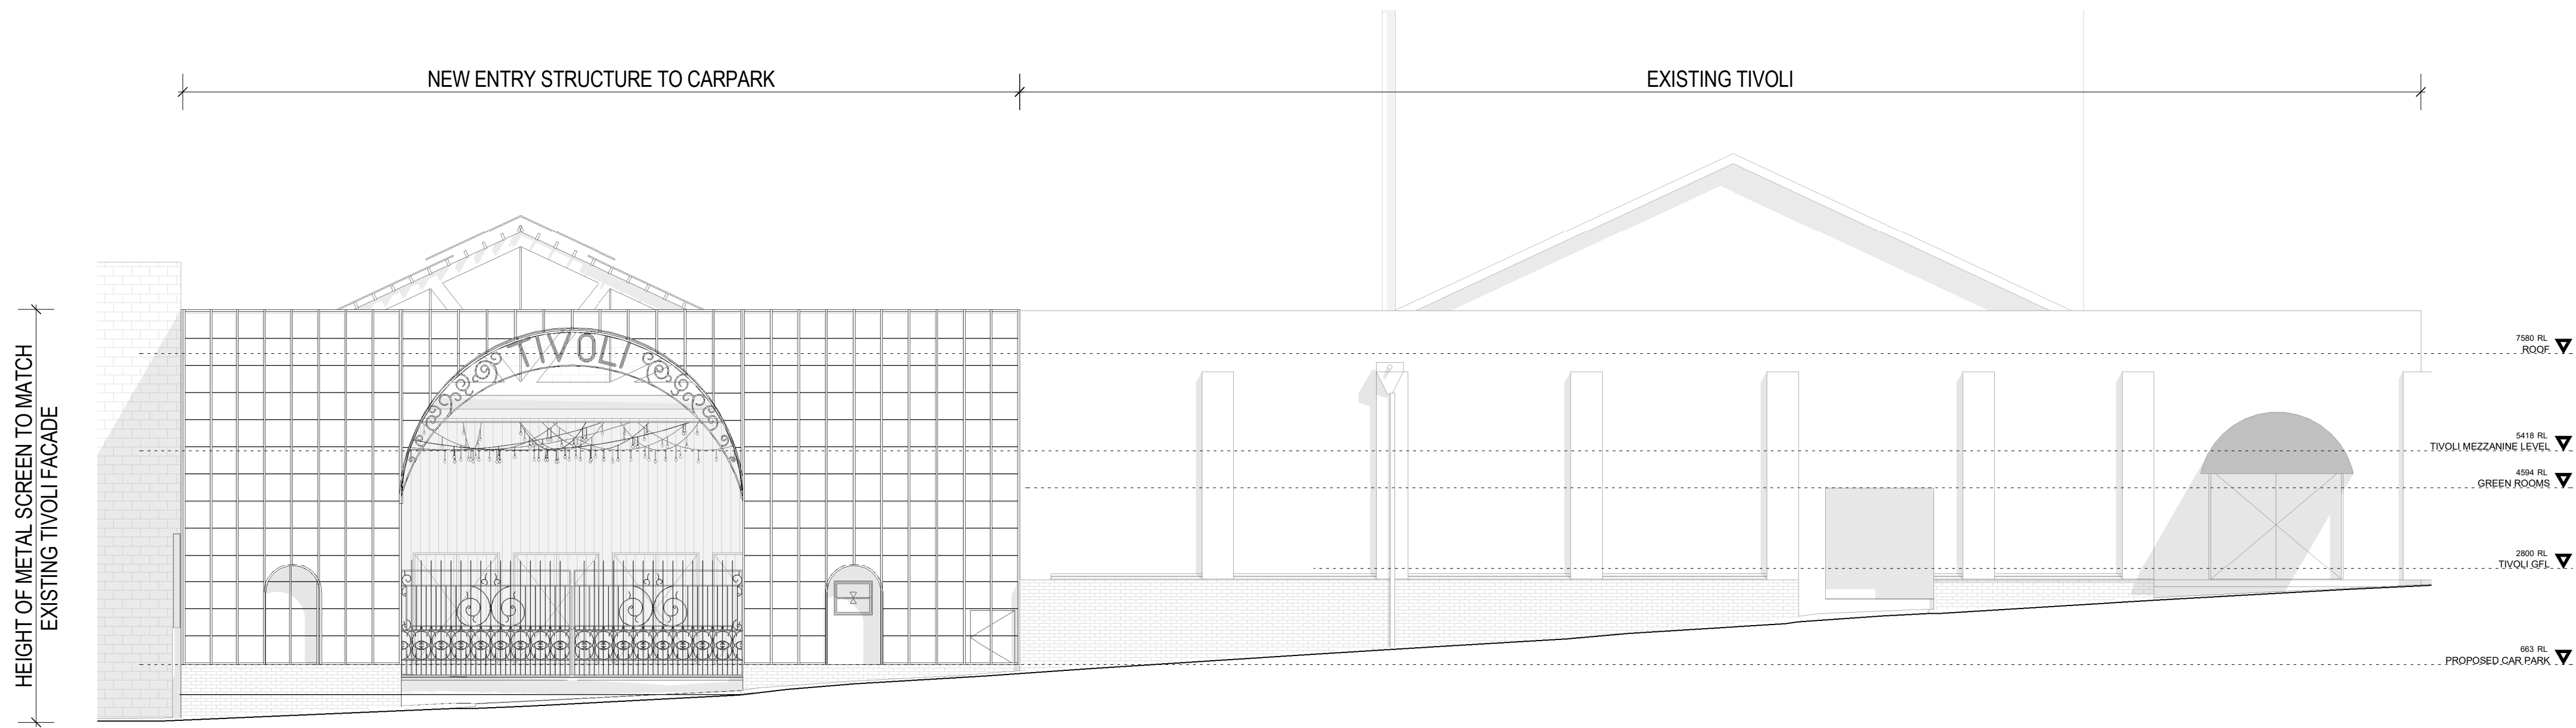 NEW ENTRY STRUCTURE TO CARPARK
EXISTING TIVOLI
HEIGHT OF METAL SCREEN TO MATCH
EXISTING TIVOLI FACADE
TIVOLI
7580 RL
ROOF
5418 RL
TIVOLI MEZZANINE LEVEL
4594 RL
GREEN ROOMS
2800 RL
TIVOLI GFL
663 RL
PROPOSED CAR PARK